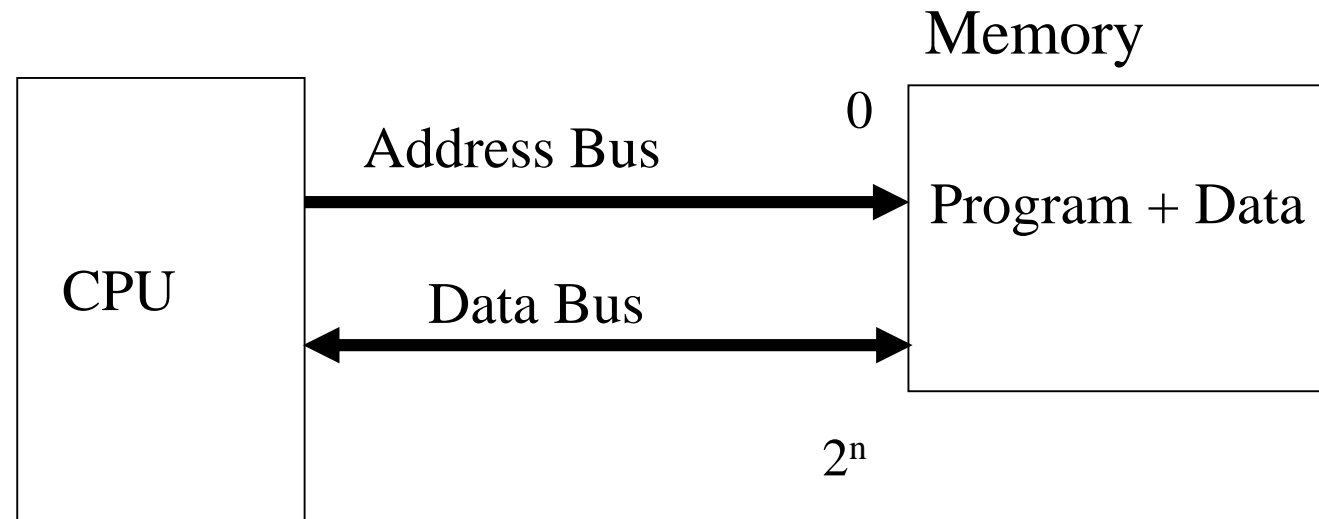 Memory
0
Address Bus
Program + Data
CPU
Data Bus
2ⁿ